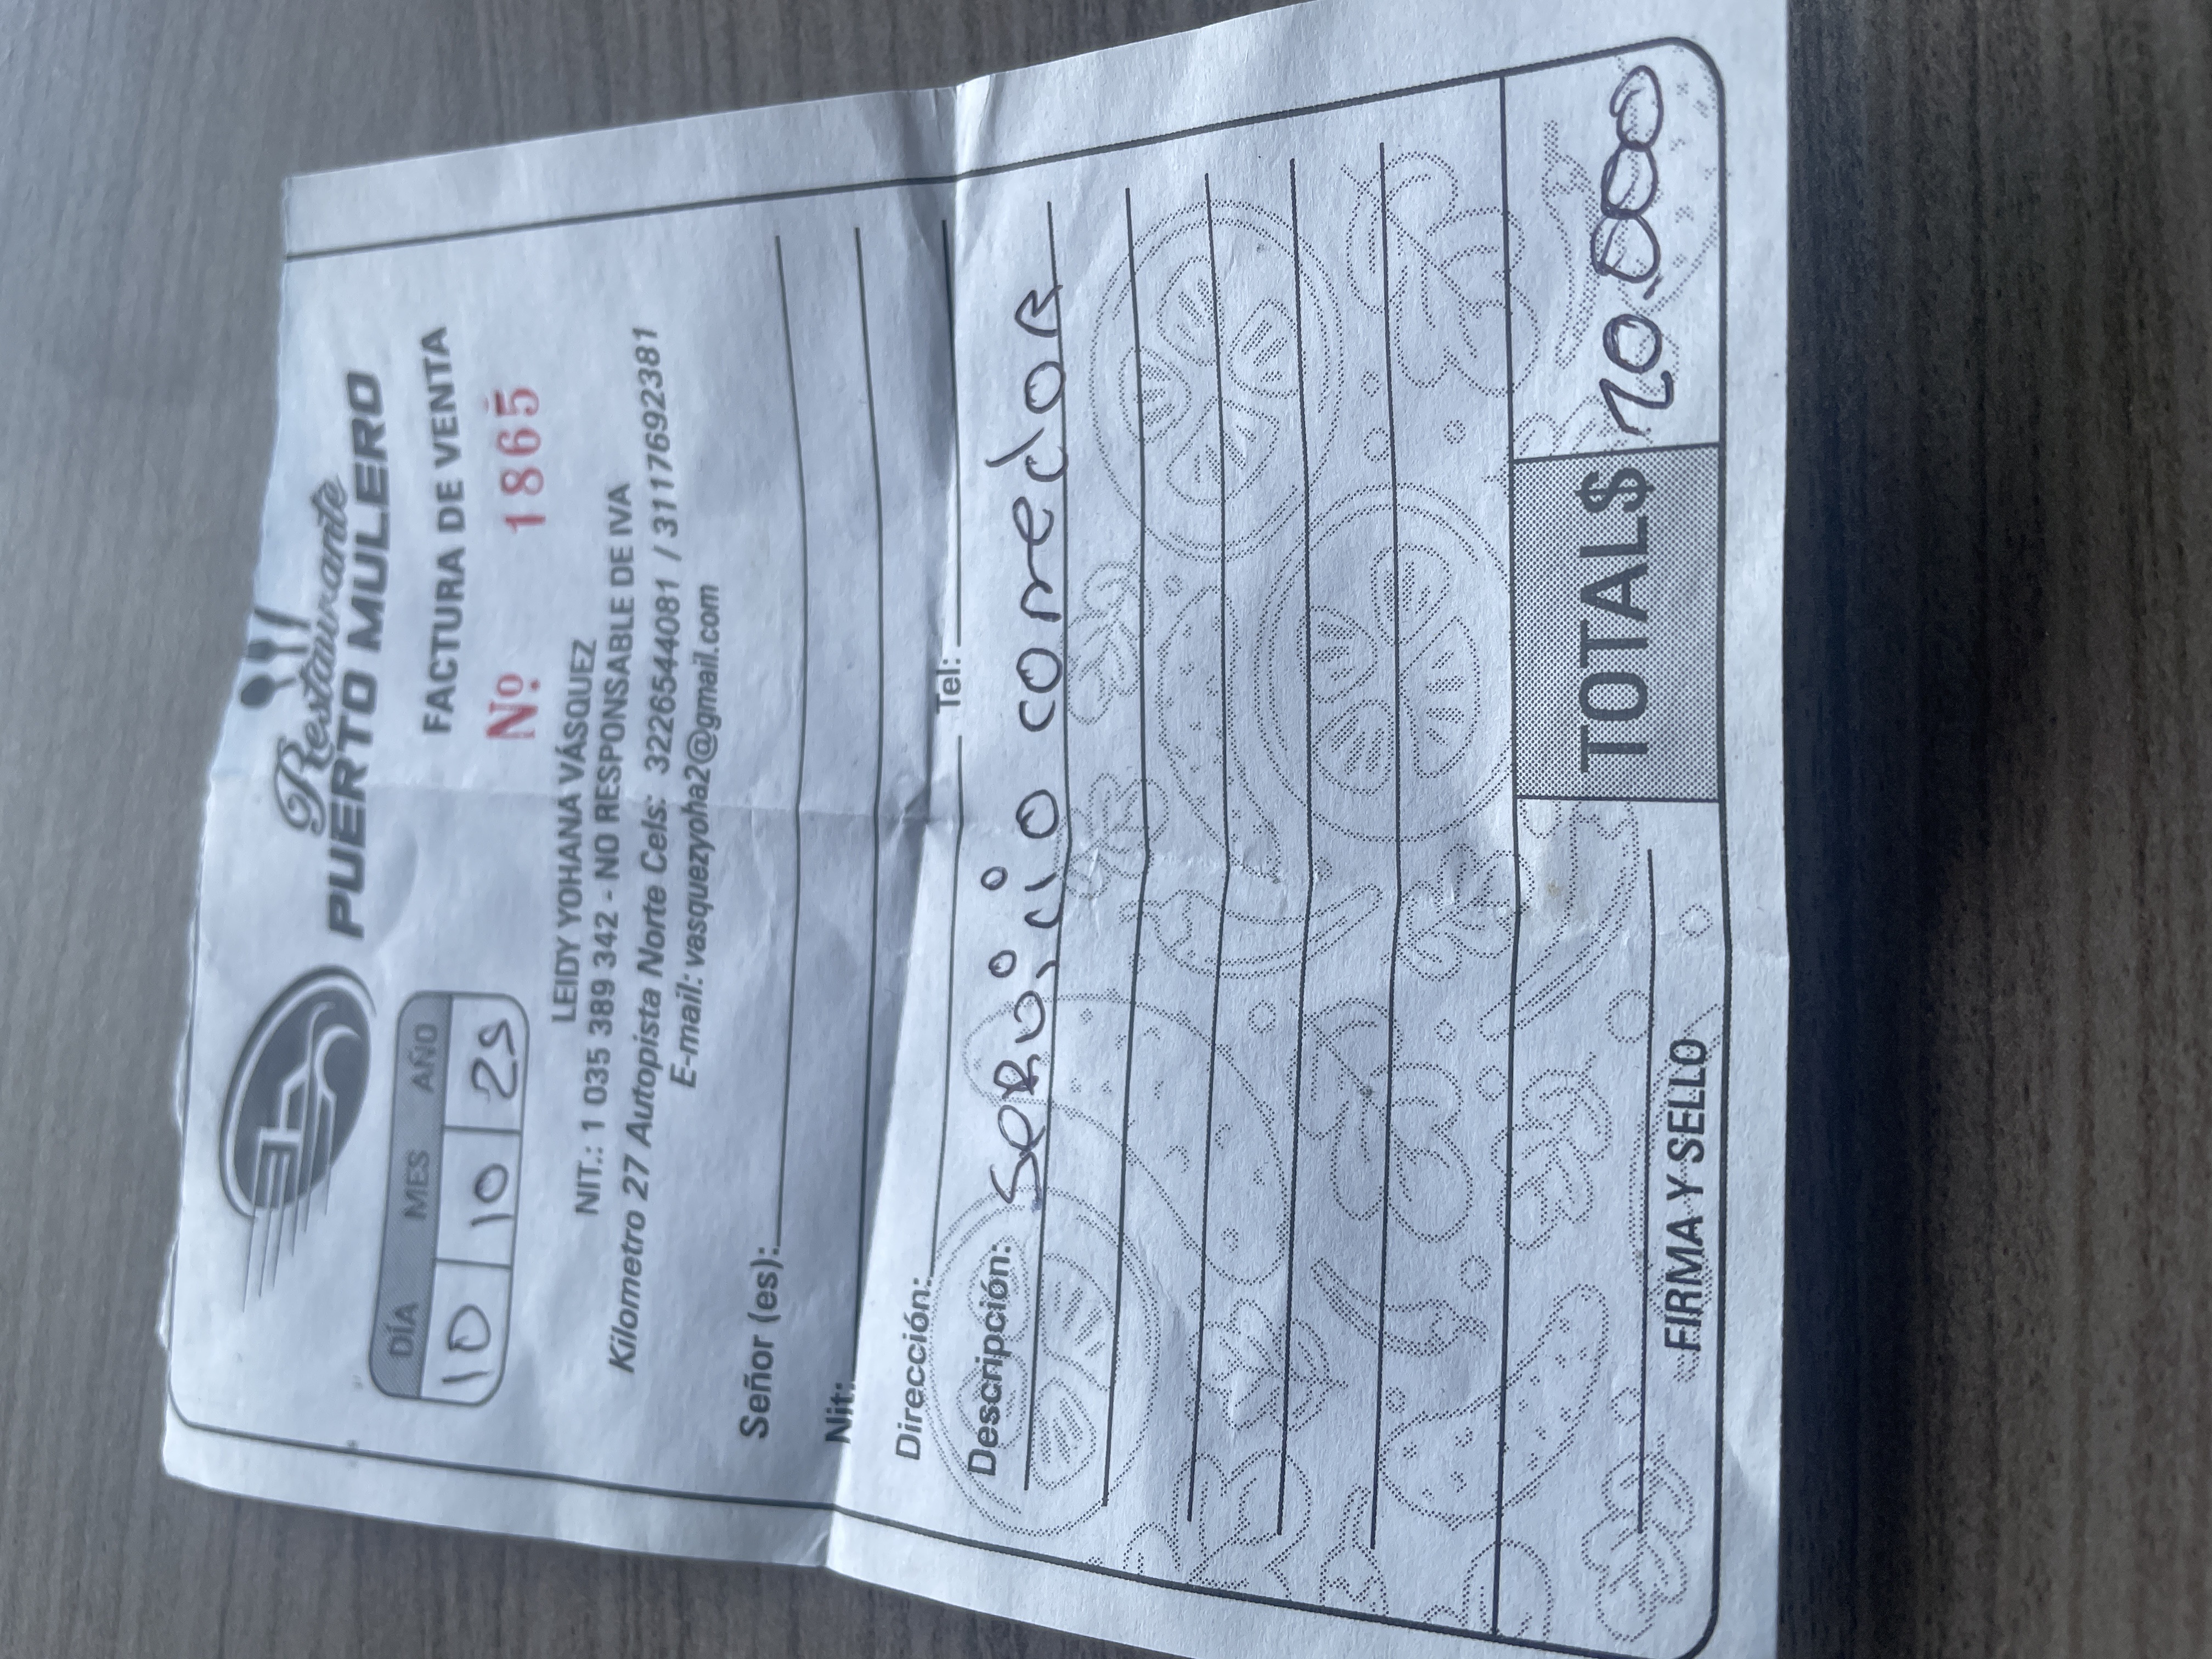 Restaurante
PUERTO MULERO
FACTURA DE VENTA
DÍA MES AÑO
10 10 25
No. 1865
LEIDY YOHANA VÁSQUEZ
NIT.: 1 035 389 342 - NO RESPONSABLE DE IVA
Kilometro 27 Autopista Norte Cels: 3226544081 / 3117692381
E-mail: vasquezyoha2@gmail.com
Señor (es):
Nit:
Dirección: Tel:
Descripción: Servicio comedor
TOTAL$ 20.000
FIRMA Y SELLO